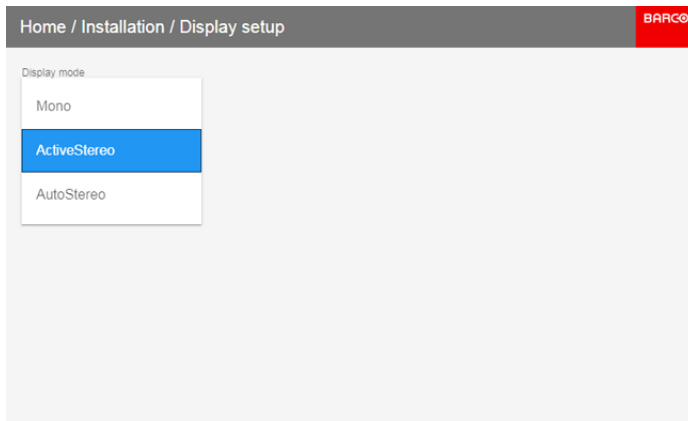 Home / Installation / Display setup
BARCO
Display mode
Mono
ActiveStereo
AutoStereo